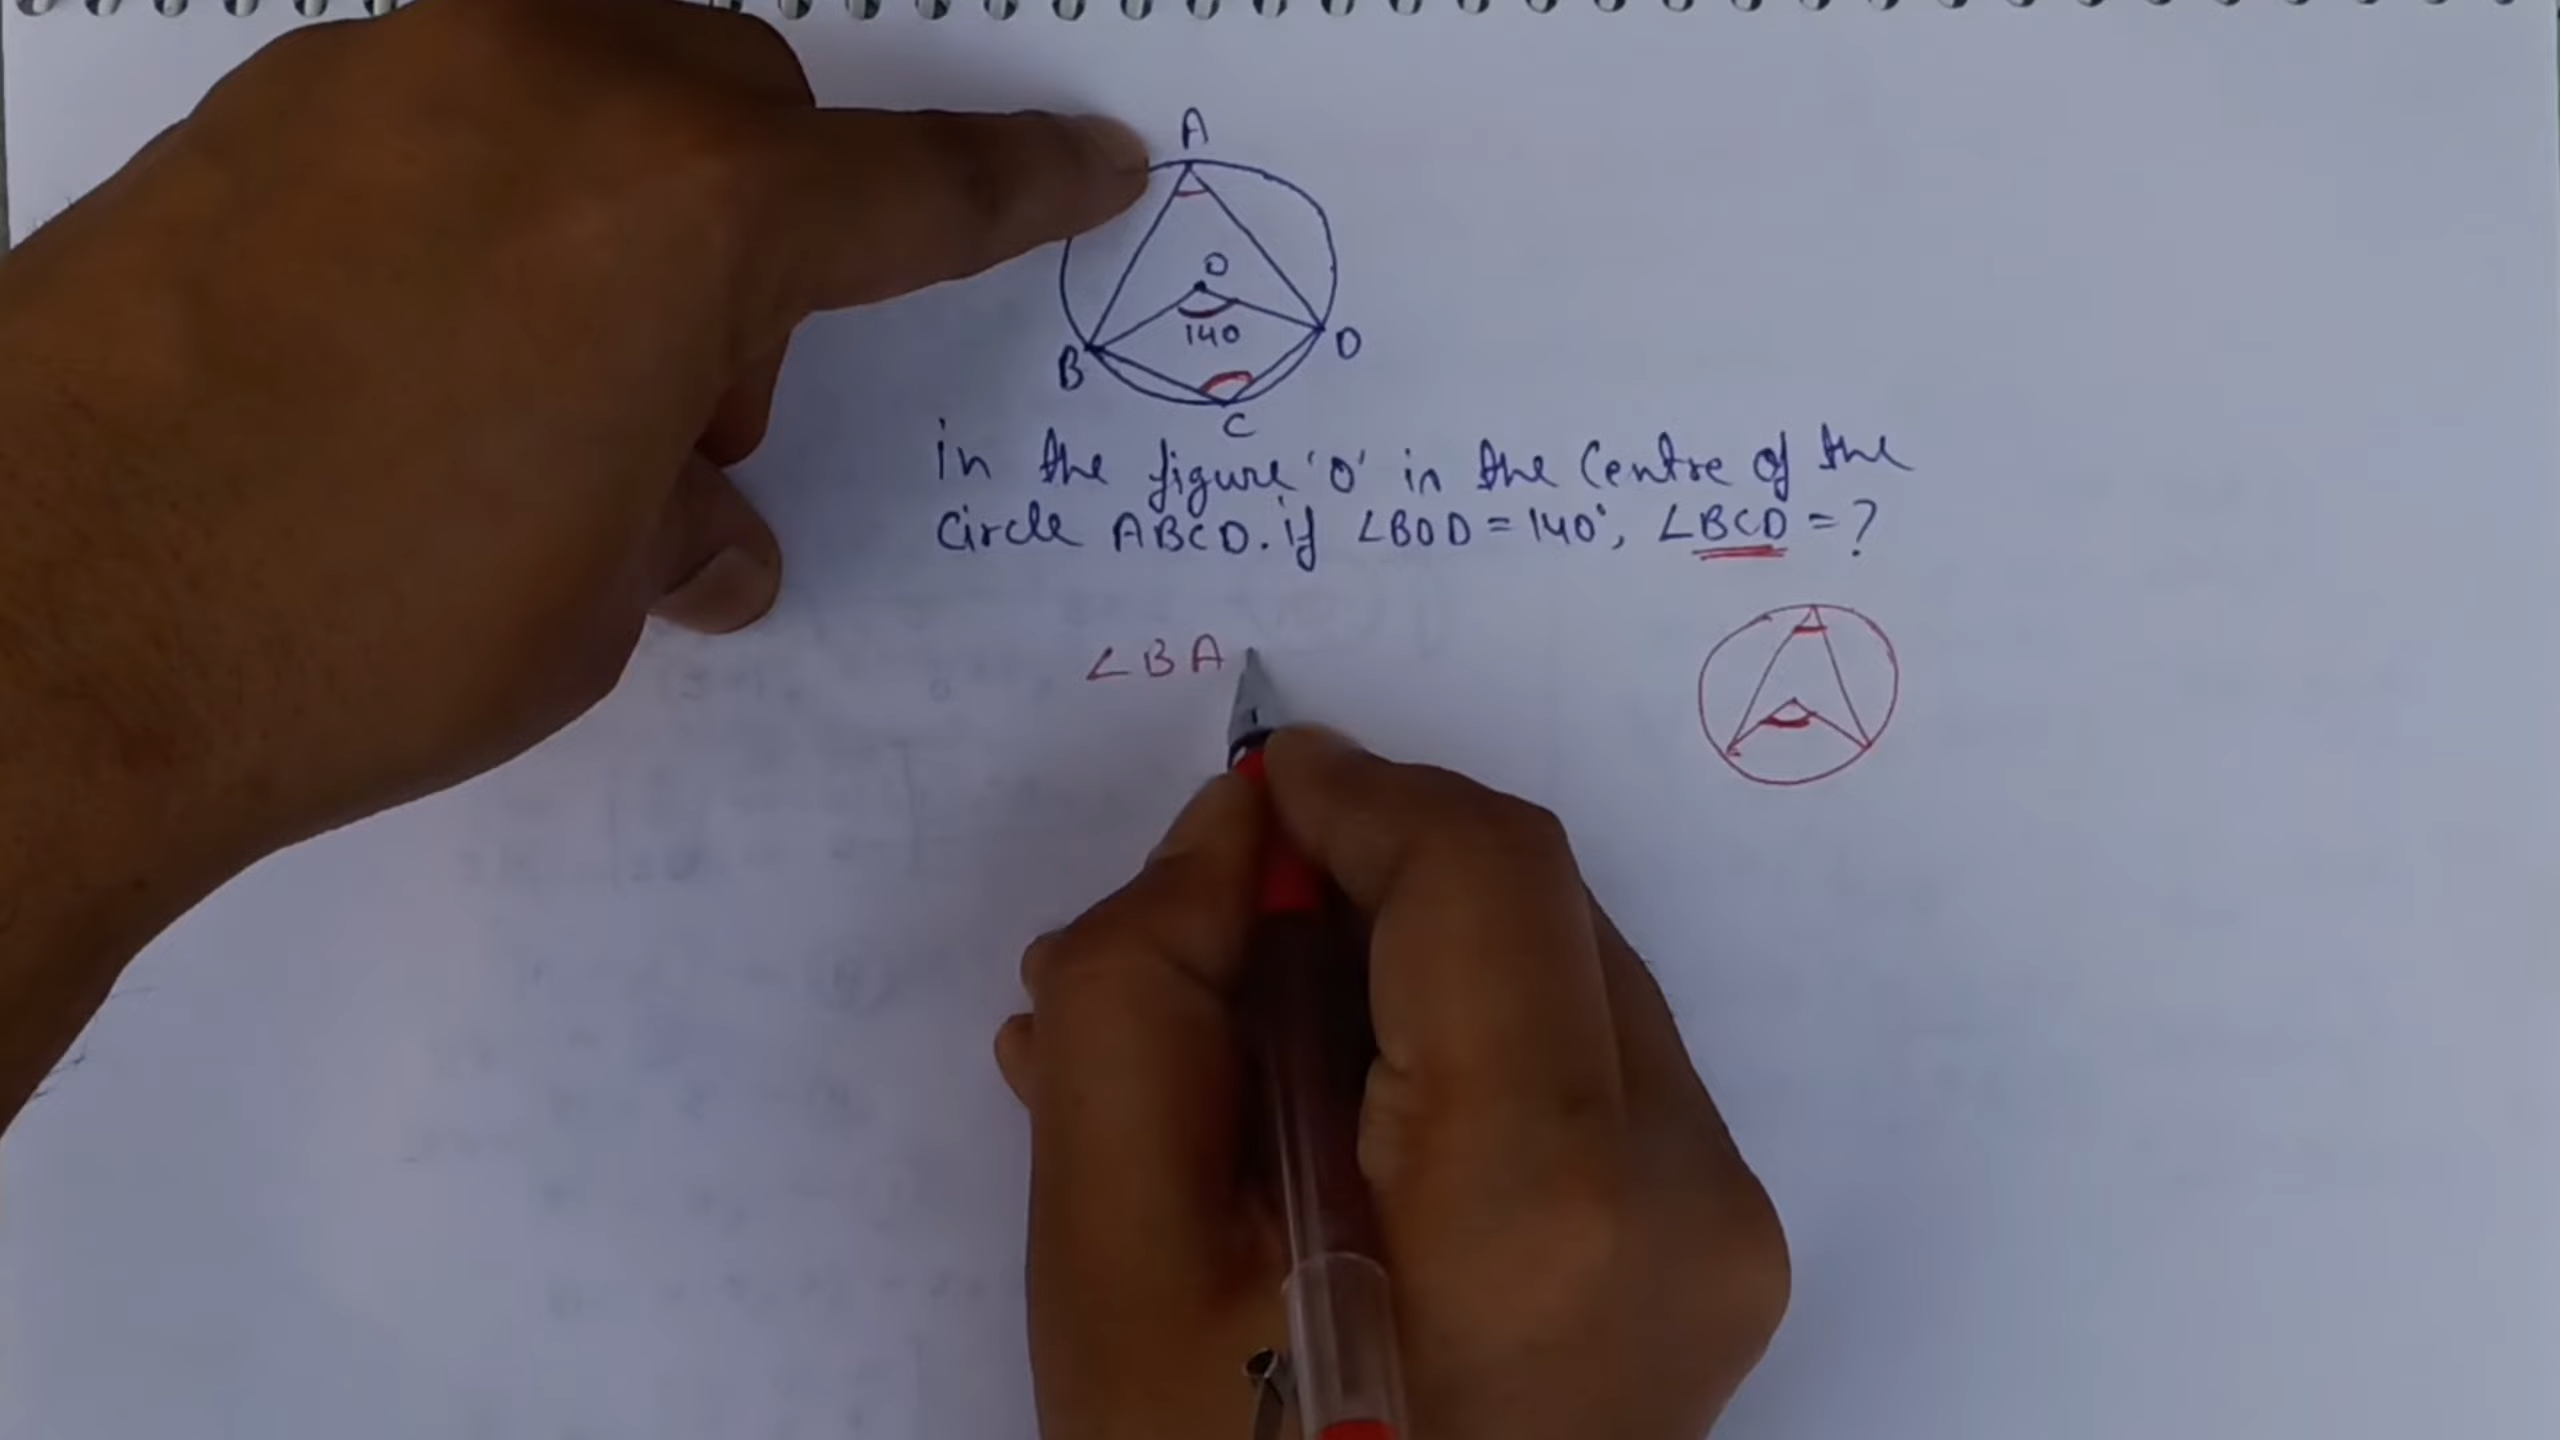 A
O
140
B
D
C
in the figure 'O' in the Centre of the
Circle ABCD. if ∠BOD = 140°, ∠BCD = ?
∠BA